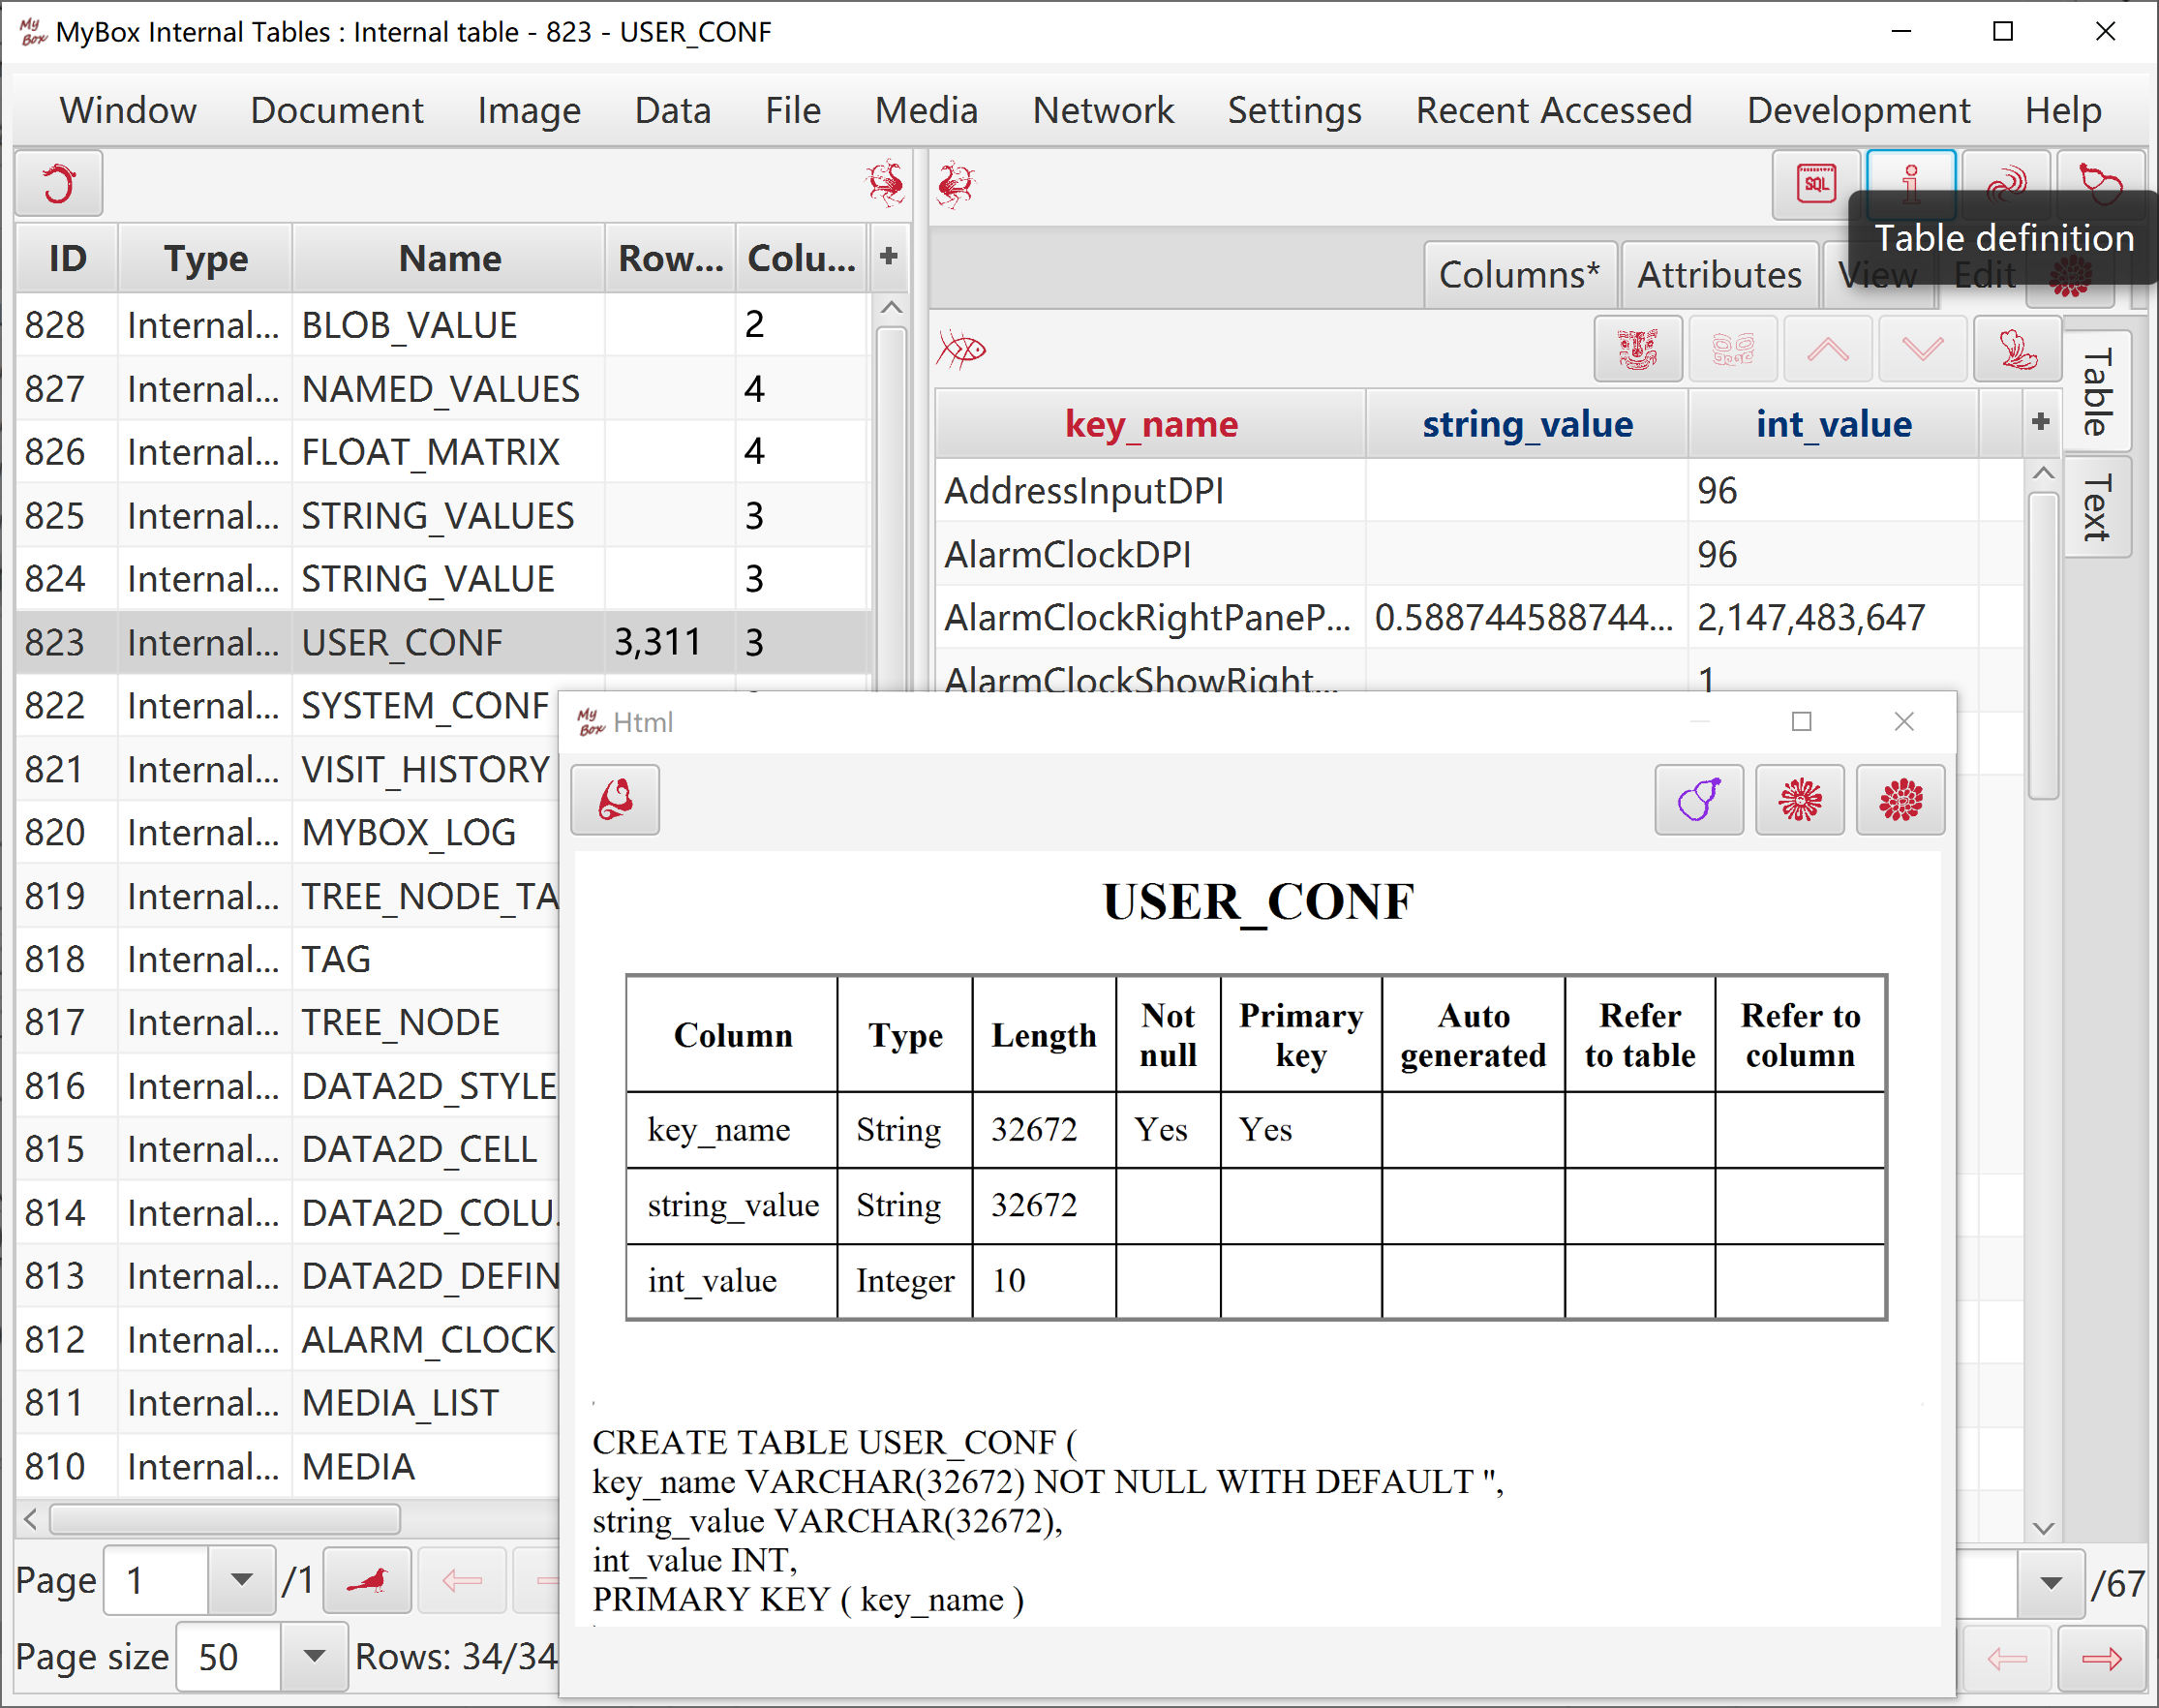 My Box MyBox Internal Tables : Internal table - 823 - USER_CONF
Window Document Image Data File Media Network Settings Recent Accessed Development Help
SQL i
Table definition
ID Type Name Row... Colu... +
Columns* Attributes View Edit
828 Internal... BLOB_VALUE 2
827 Internal... NAMED_VALUES 4
826 Internal... FLOAT_MATRIX 4
825 Internal... STRING_VALUES 3
824 Internal... STRING_VALUE 3
823 Internal... USER_CONF 3,311 3
822 Internal... SYSTEM_CONF
821 Internal... VISIT_HISTORY
820 Internal... MYBOX_LOG
819 Internal... TREE_NODE_TA
818 Internal... TAG
817 Internal... TREE_NODE
816 Internal... DATA2D_STYLE
815 Internal... DATA2D_CELL
814 Internal... DATA2D_COLU.
813 Internal... DATA2D_DEFIN
812 Internal... ALARM_CLOCK
811 Internal... MEDIA_LIST
810 Internal... MEDIA
Page 1 /1
Page size 50 Rows: 34/34
key_name string_value int_value +
AddressInputDPI 96
AlarmClockDPI 96
AlarmClockRightPaneP... 0.588744588744... 2,147,483,647
AlarmClockShowRight... 1
Table
Text
/67
My Box Html
USER_CONF
Column Type Length Not null Primary key Auto generated Refer to table Refer to column
key_name String 32672 Yes Yes
string_value String 32672
int_value Integer 10
CREATE TABLE USER_CONF (
key_name VARCHAR(32672) NOT NULL WITH DEFAULT '',
string_value VARCHAR(32672),
int_value INT,
PRIMARY KEY ( key_name )